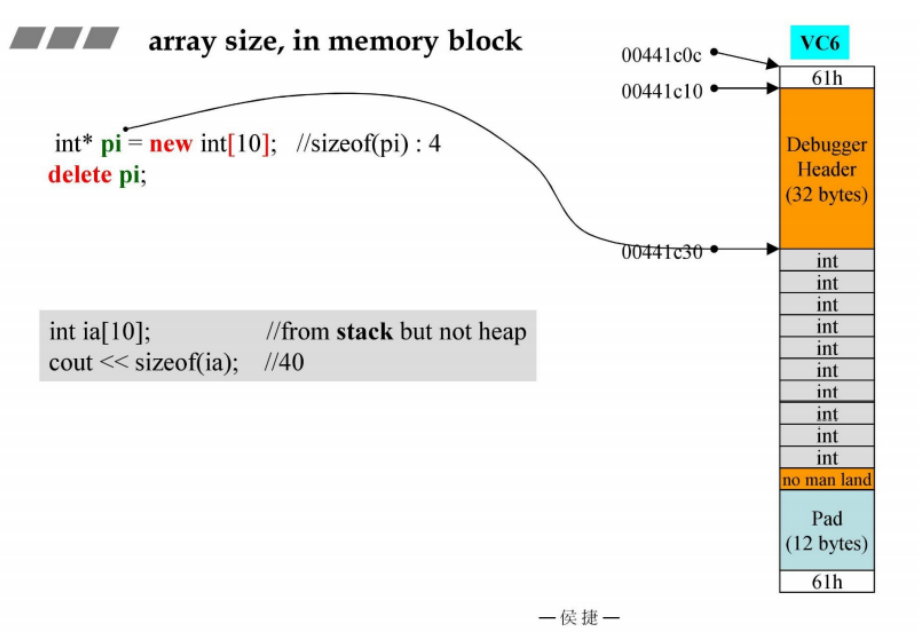 array size, in memory block
int* pi = new int[10];   //sizeof(pi) : 4
delete pi;
int ia[10];   //from stack but not heap
cout << sizeof(ia);   //40
VC6
00441c0c
61h
00441c10
Debugger
Header
(32 bytes)
00441c30
int
int
int
int
int
int
int
int
int
int
no man land
Pad
(12 bytes)
61h
— 侯捷 —